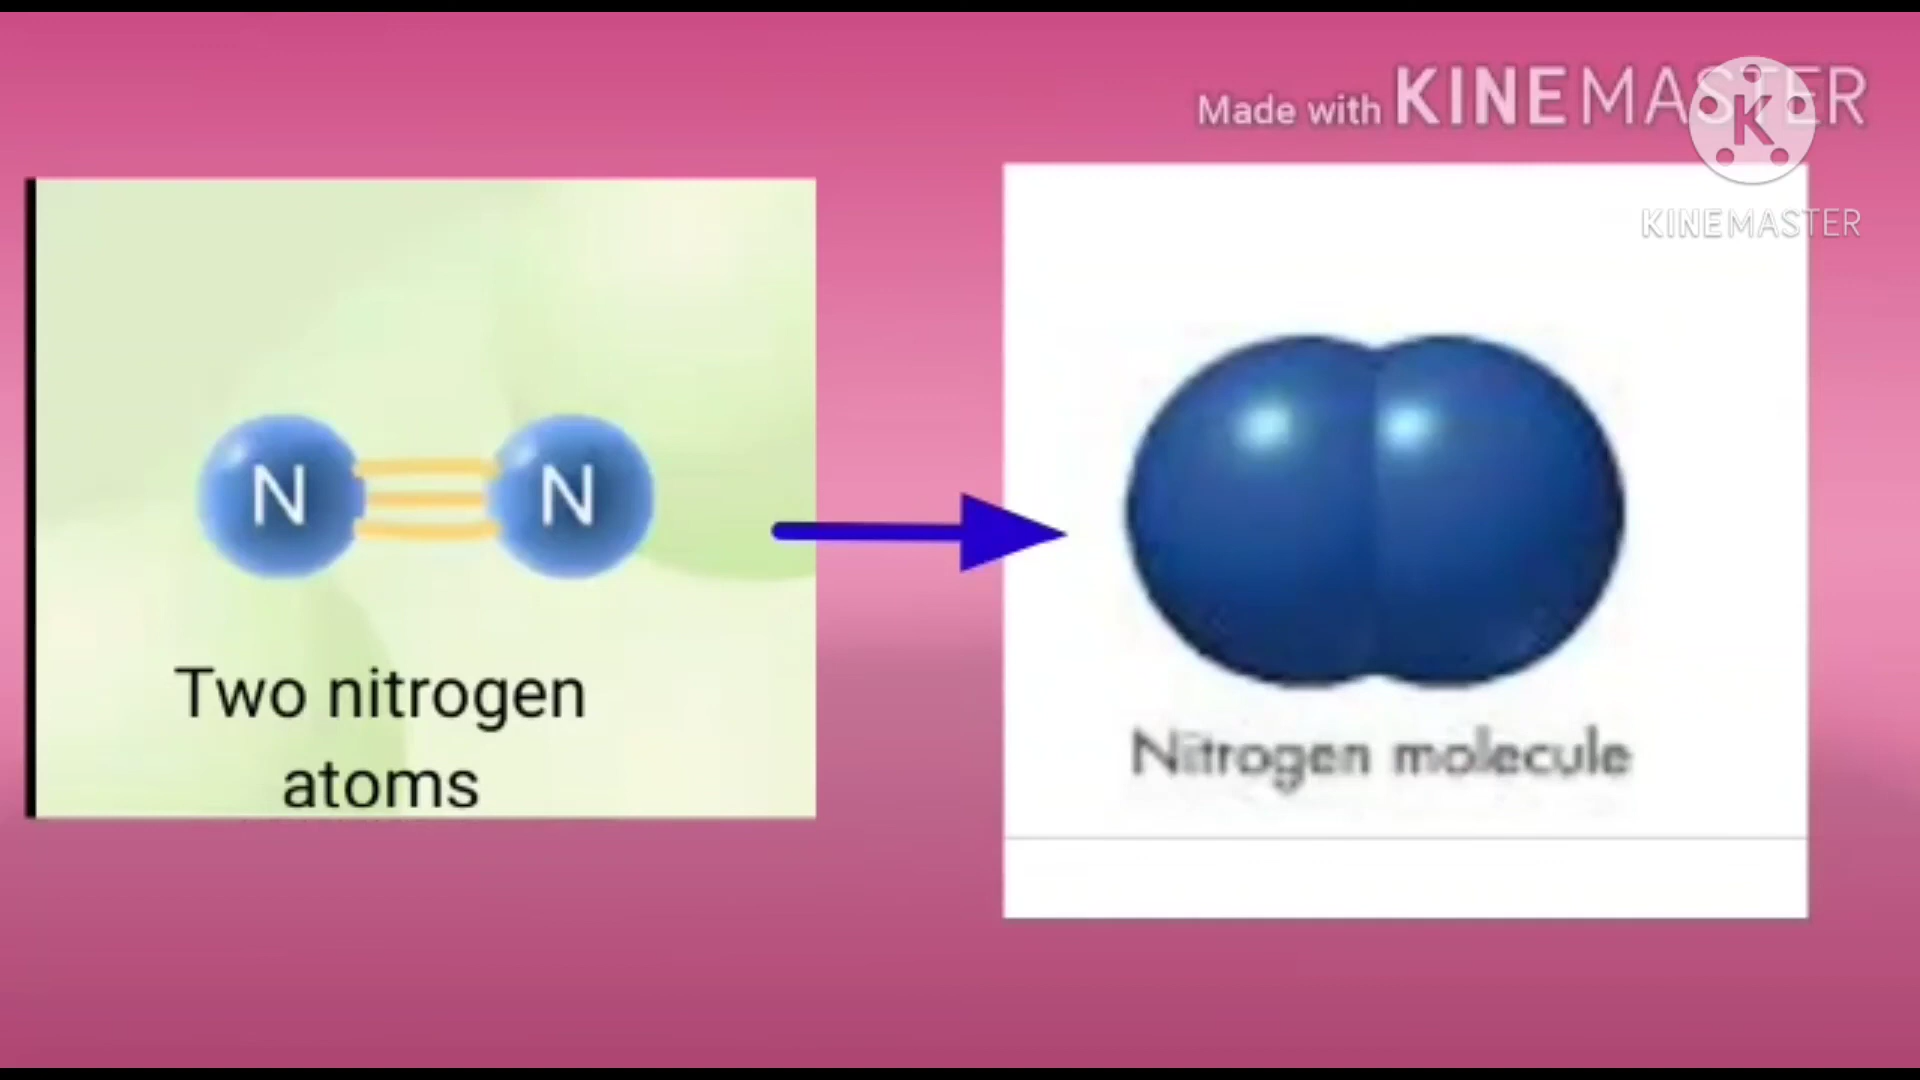 Made with KINEMASTER
K
KINEMASTER
N N
Two nitrogen
atoms
Nitrogen molecule